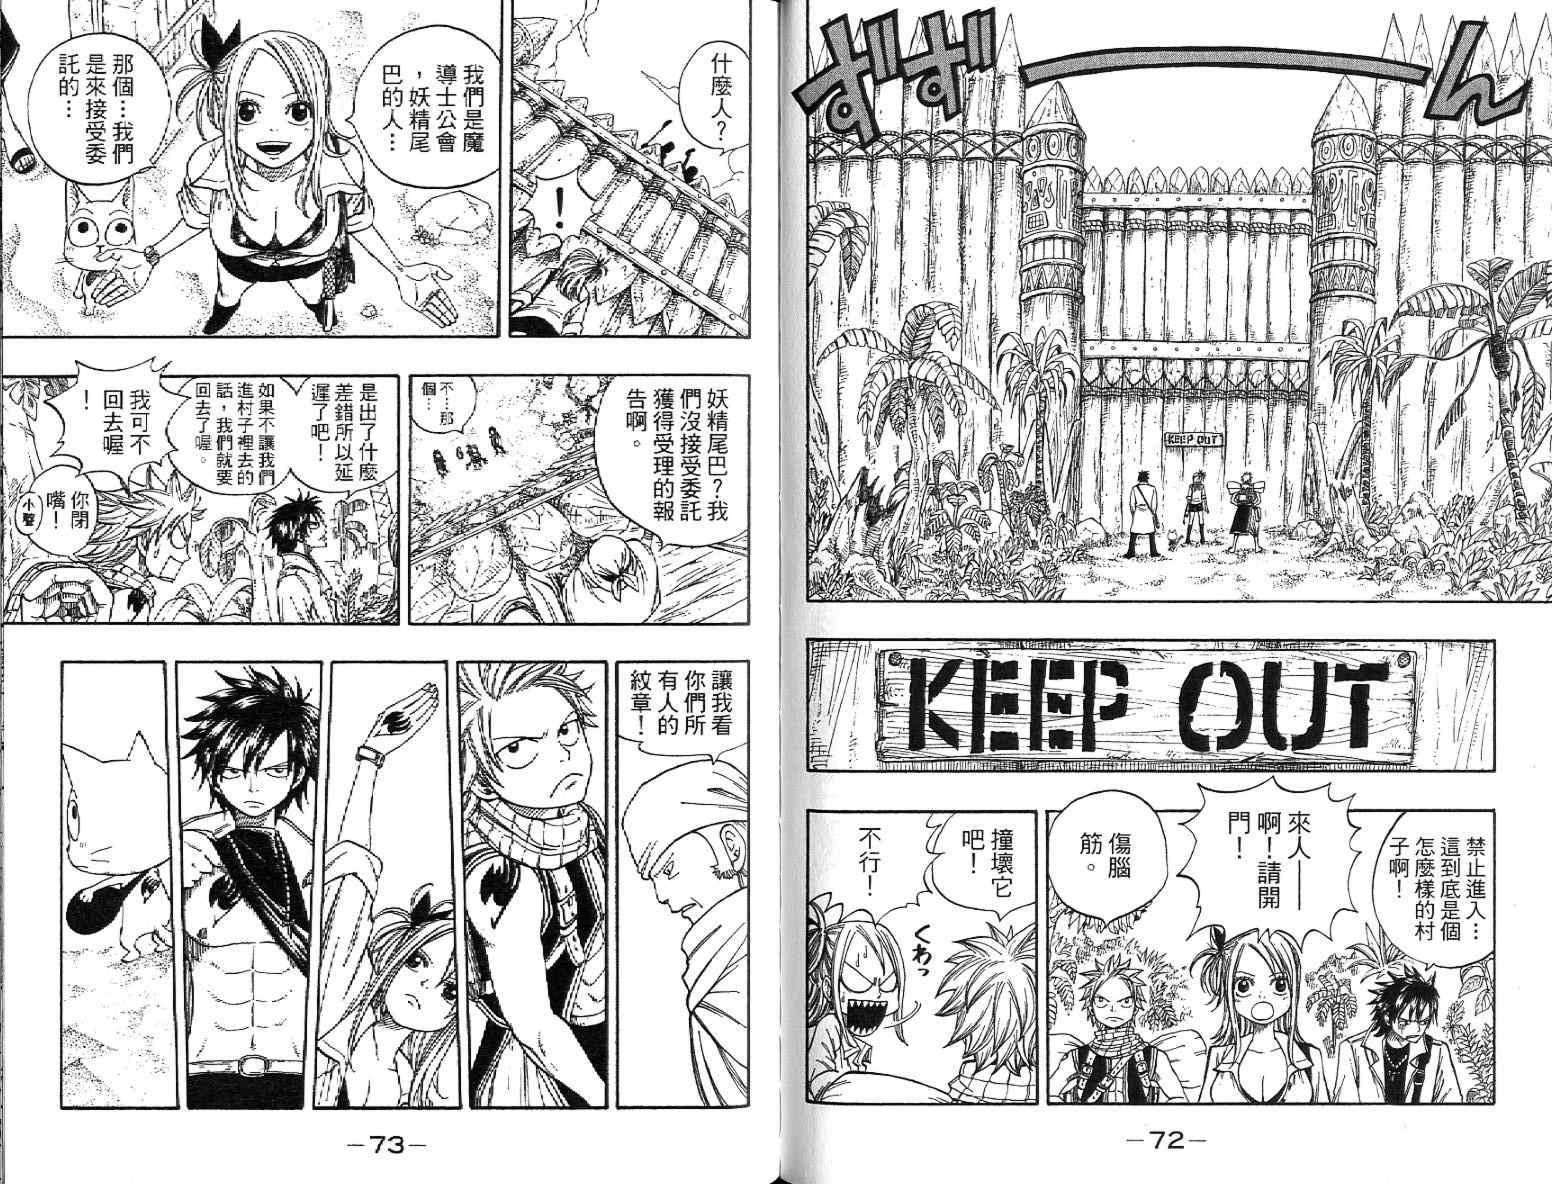 ずずーん
KEEP OUT
KEEP OUT
禁止進入…
這到底是個
怎麼樣的村
子啊！
來人——
啊！請開
門！
傷腦
筋。
撞壞它
吧！
不行！
くわっ
－72－
什麼人？
！
我們是魔
導士公會
，妖精尾
巴的人…
那個…我們
是來接受委
託的…
妖精尾巴？我
們沒接受委託
獲得受理的報
告啊。
不…那
個…
是出了什麼
差錯所以延
遲了吧！
如果不讓我們
進村子裡去的
話，我們就要
回去了喔。
我可不
回去喔
！
你閉
嘴！
小聲
讓我看
你們所
有人的
紋章！
－73－